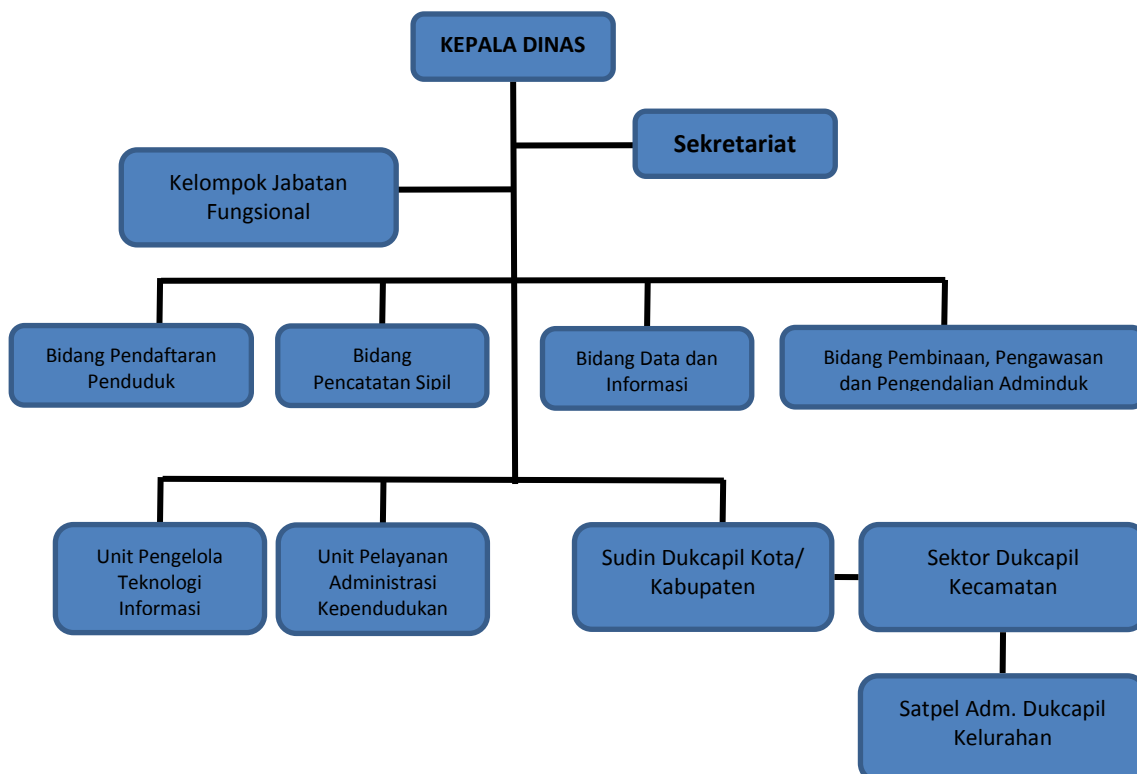 KEPALA DINAS
Sekretariat
Kelompok Jabatan
Fungsional
Bidang Pendaftaran
Penduduk
Bidang
Pencatatan Sipil
Bidang Data dan
Informasi
Bidang Pembinaan, Pengawasan
dan Pengendalian Adminduk
Unit Pengelola
Teknologi
Informasi
Unit Pelayanan
Administrasi
Kependudukan
Sudin Dukcapil Kota/
Kabupaten
Sektor Dukcapil
Kecamatan
Satpel Adm. Dukcapil
Kelurahan